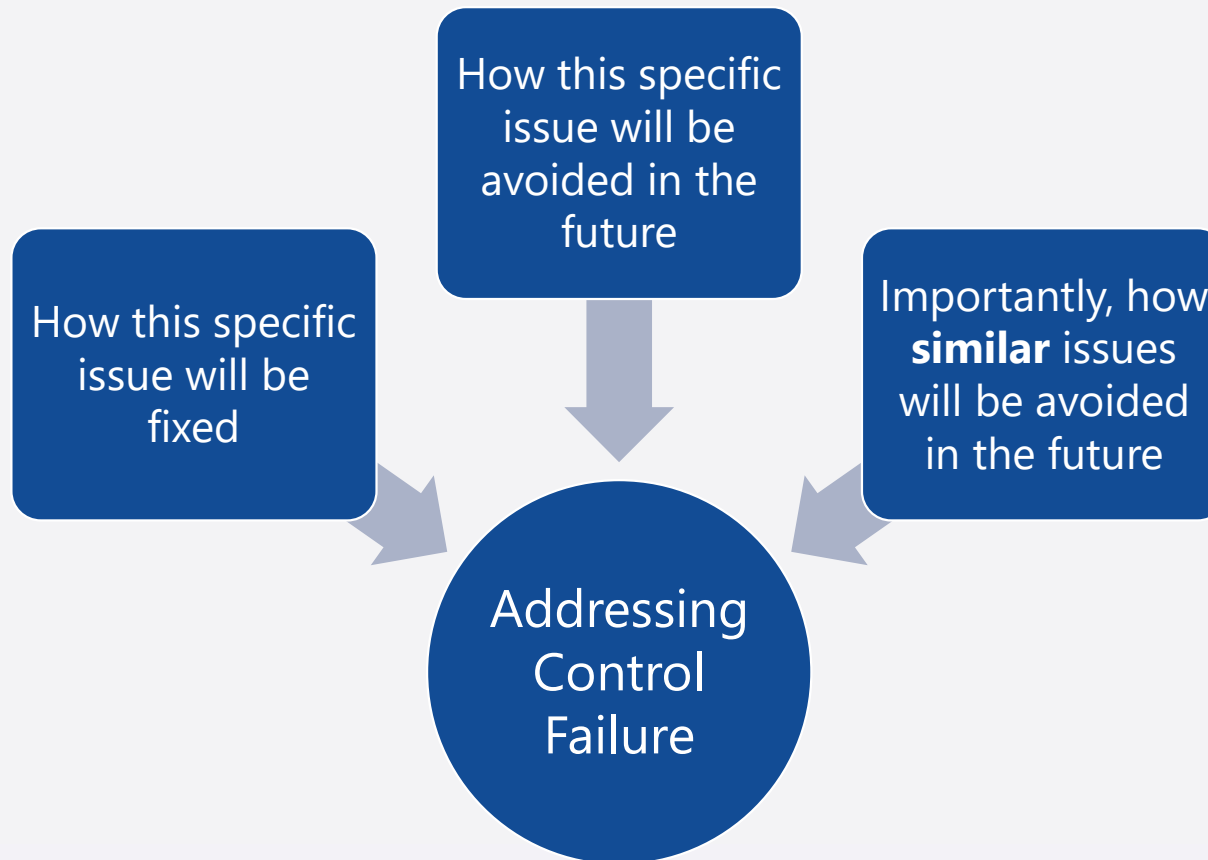 How this specific
issue will be
fixed
How this specific
issue will be
avoided in the
future
Importantly, how
similar issues
will be avoided
in the future
Addressing
Control
Failure